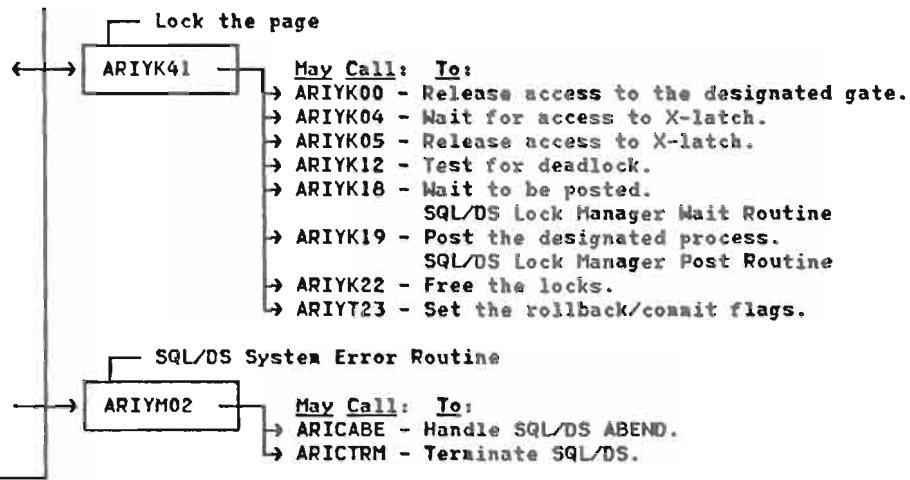 Lock the page
ARIYK41
May Call: To:
ARIYK00 - Release access to the designated gate.
ARIYK04 - Wait for access to X-latch.
ARIYK05 - Release access to X-latch.
ARIYK12 - Test for deadlock.
ARIYK18 - Wait to be posted.
SQL/DS Lock Manager Wait Routine
ARIYK19 - Post the designated process.
SQL/DS Lock Manager Post Routine
ARIYK22 - Free the locks.
ARIYT23 - Set the rollback/commit flags.
SQL/DS System Error Routine
ARIYM02
May Call: To:
ARICABE - Handle SQL/DS ABEND.
ARICTRM - Terminate SQL/DS.